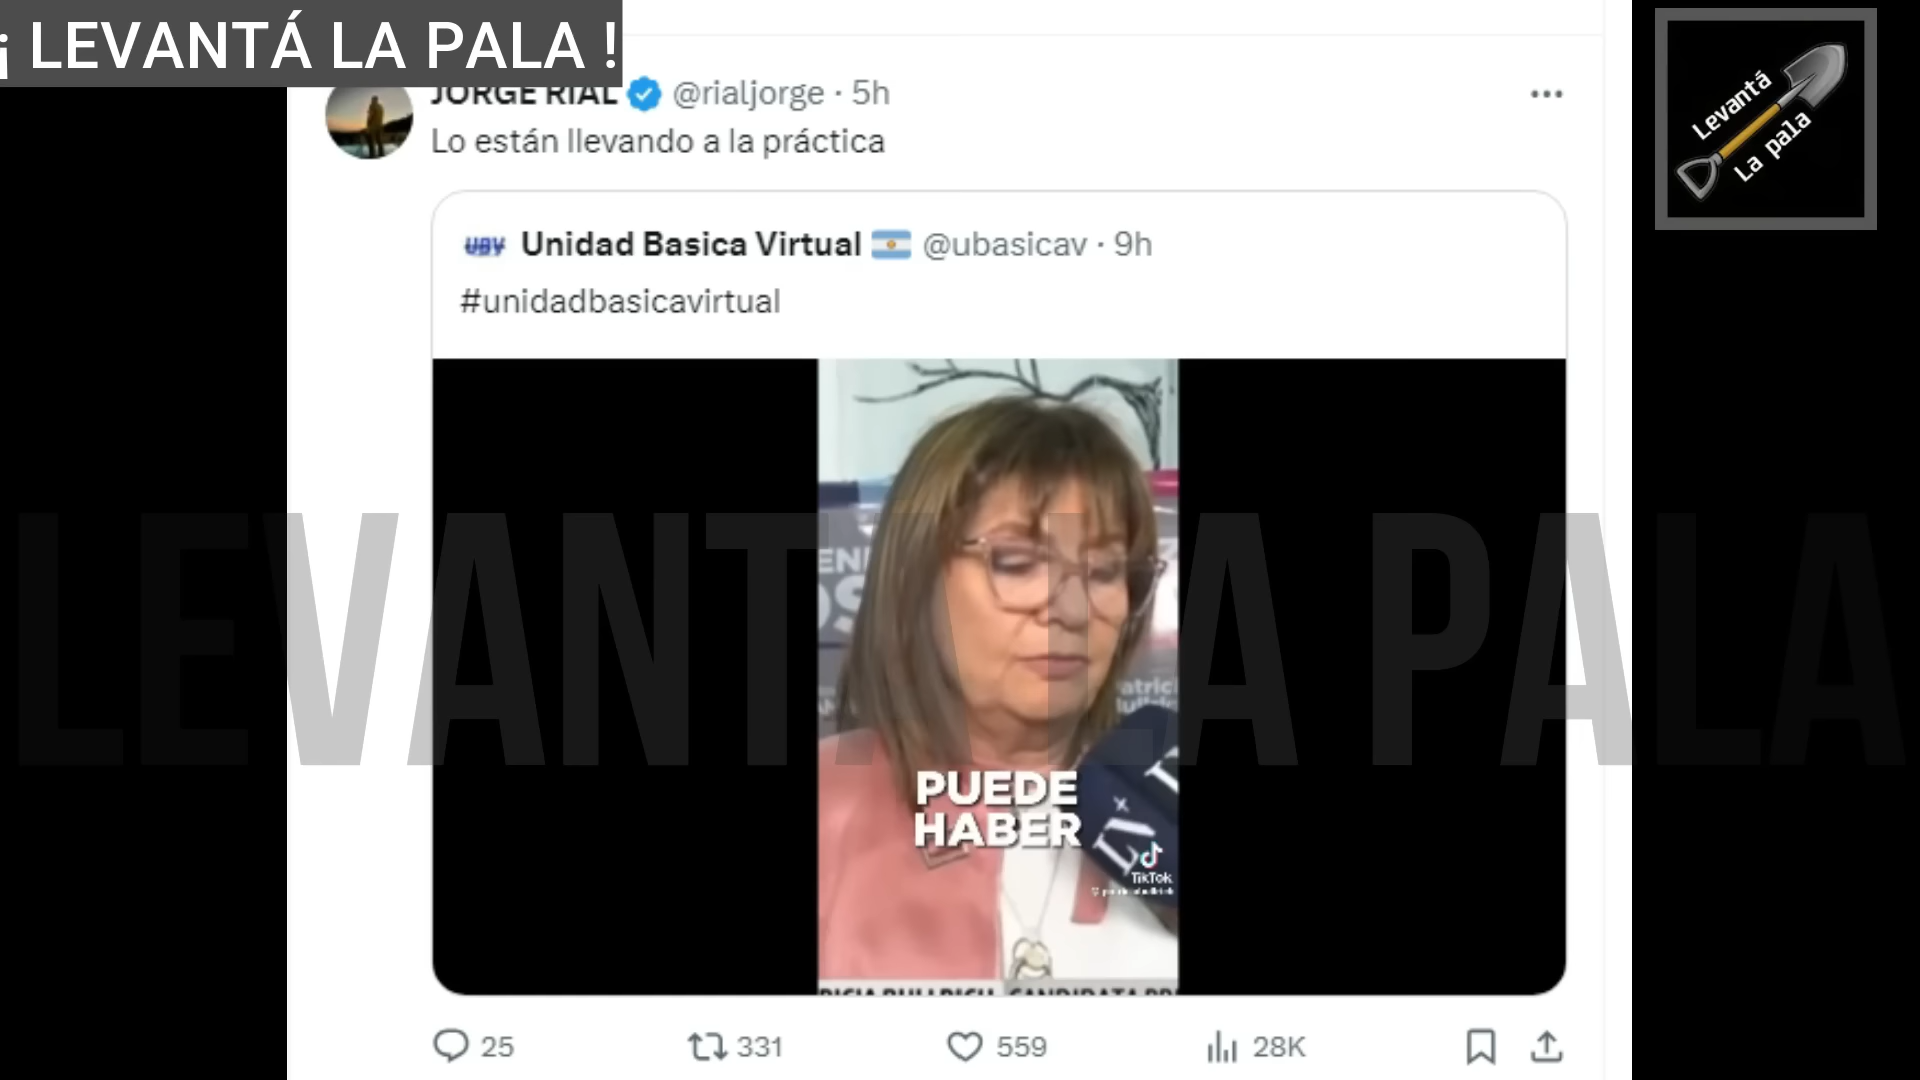 ¡ LEVANTÁ LA PALA !
Levantá
La pala
JORGE RIAL @rialjorge · 5h
Lo están llevando a la práctica
UBV Unidad Basica Virtual @ubasicav · 9h
#unidadbasicavirtual
LEVANTÁ LA PALA
PUEDE
HABER
TikTok
25 331 559 28K